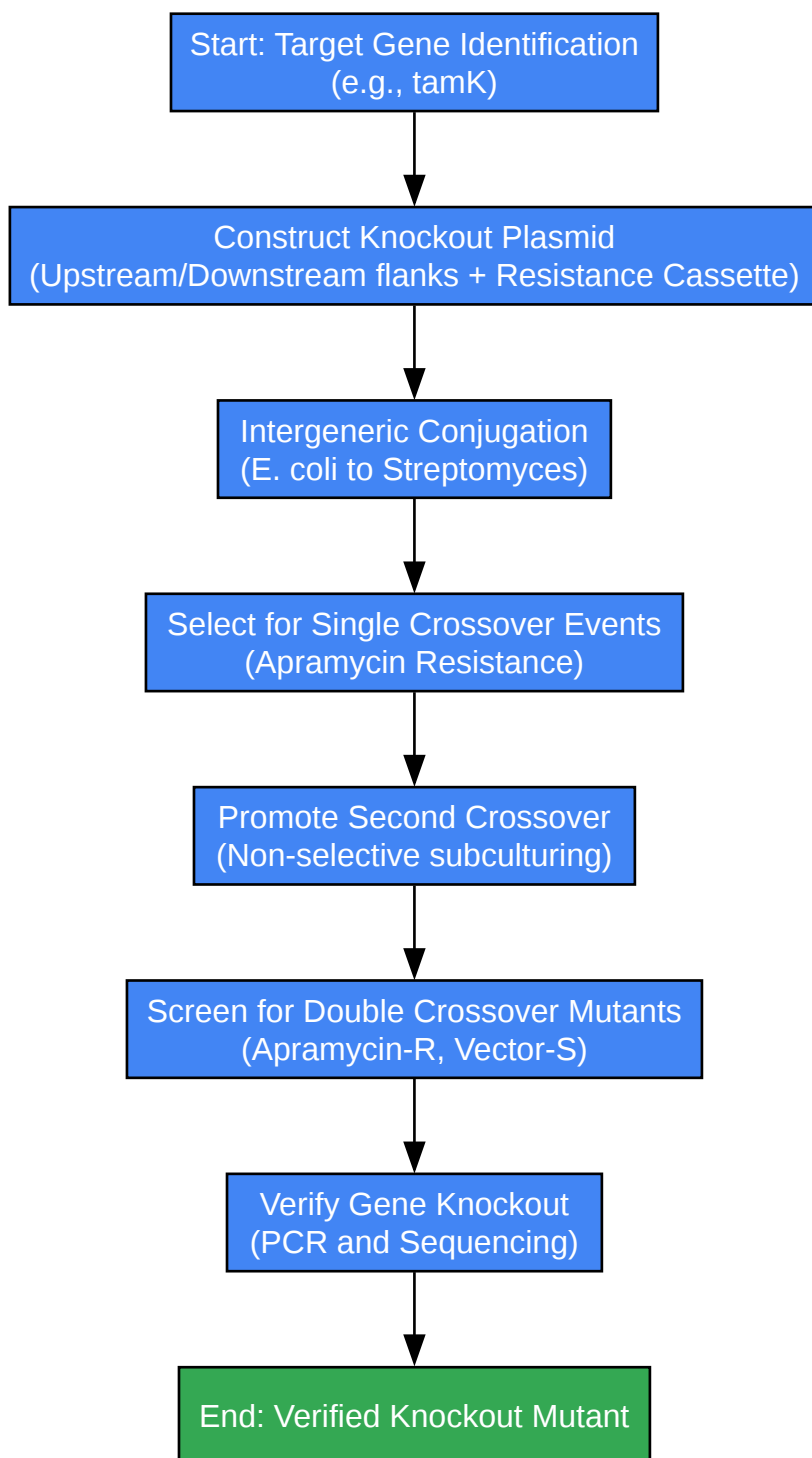 Start: Target Gene Identification
(e.g., tamK)
Construct Knockout Plasmid
(Upstream/Downstream flanks + Resistance Cassette)
Intergeneric Conjugation
(E. coli to Streptomyces)
Select for Single Crossover Events
(Apramycin Resistance)
Promote Second Crossover
(Non-selective subculturing)
Screen for Double Crossover Mutants
(Apramycin-R, Vector-S)
Verify Gene Knockout
(PCR and Sequencing)
End: Verified Knockout Mutant